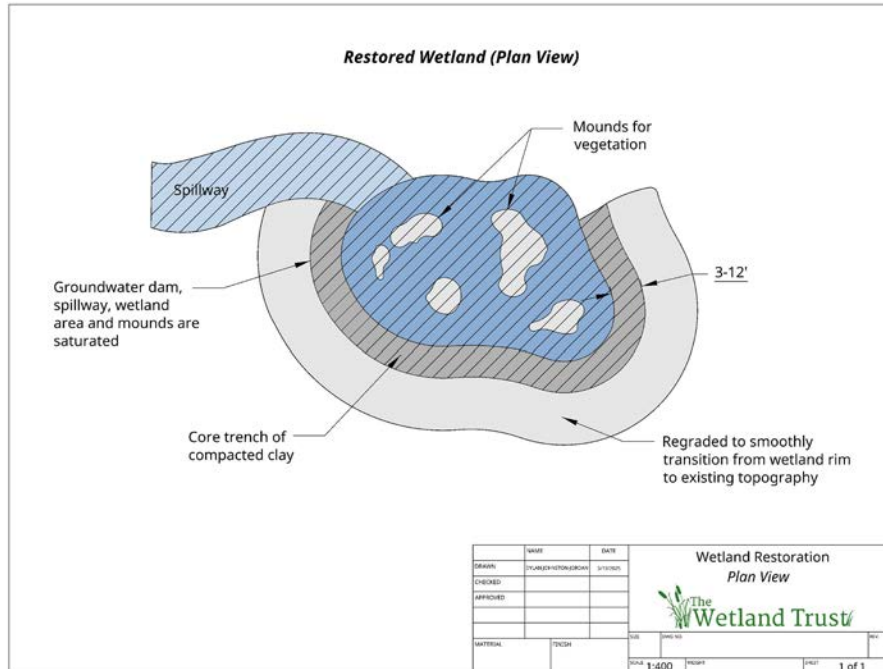 Restored Wetland (Plan View)
Mounds for
vegetation
Spillway
3-12'
Groundwater dam,
spillway, wetland
area and mounds are
saturated
Core trench of
compacted clay
Regraded to smoothly
transition from wetland rim
to existing topography
NAME DATE
DRAWN
CHECKED
APPROVED
MATERIAL FINISH
Wetland Restoration
Plan View
The
Wetland Trust
SIZE DWG NO. REV.
SCALE 1:400 WEIGHT SHEET 1 of 1